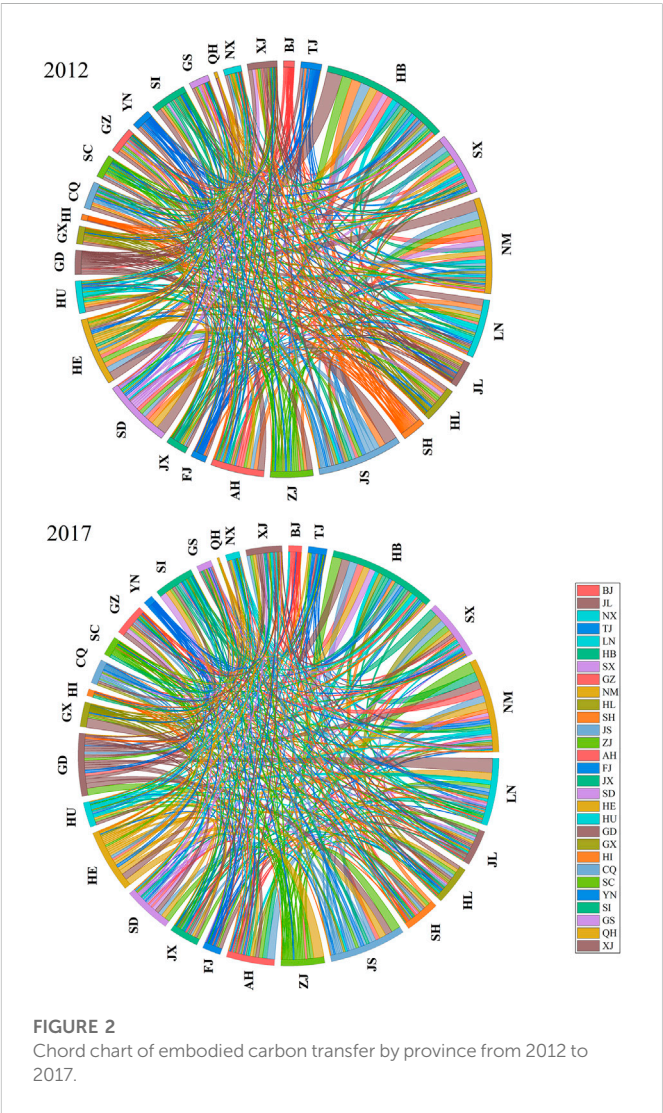 2012
BJ
TJ
HB
SX
NM
LN
JL
HL
SH
JS
ZJ
AH
FJ
JX
SD
HE
HU
GD
GX
HI
CQ
SC
GZ
YN
SI
GS
QH
NX
XJ
2017
BJ
TJ
HB
SX
NM
LN
JL
HL
SH
JS
ZJ
AH
FJ
JX
SD
HE
HU
GD
GX
HI
CQ
SC
GZ
YN
SI
GS
QH
NX
XJ
BJ
JL
NX
TJ
LN
HB
SX
GZ
NM
HL
SH
JS
ZJ
AH
FJ
JX
SD
HE
HU
GD
GX
HI
CQ
SC
YN
SI
GS
QH
XJ
FIGURE 2
Chord chart of embodied carbon transfer by province from 2012 to
2017.